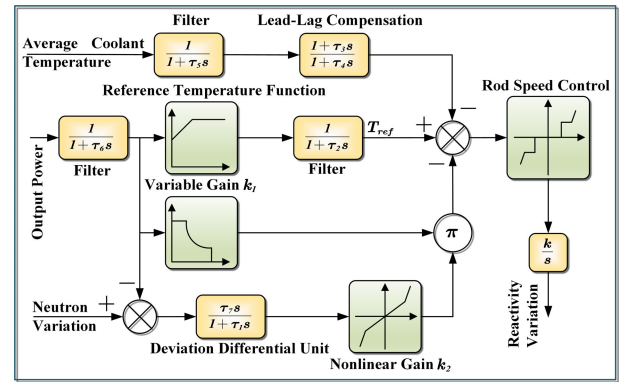 Filter
Lead-Lag Compensation
Average Coolant
Temperature
1
1+τ₅s
1+τ₃s
1+τ₄s
Rod Speed Control
Reference Temperature Function
Output Power
1
1+τ₆s
Filter
1
1+τ₂s
Filter
T_ref
+
−
−
Variable Gain k₁
π
k
s
−
+
Neutron
Variation
τ₇s
1+τ₁s
Deviation Differential Unit
Nonlinear Gain k₂
Reactivity
Variation